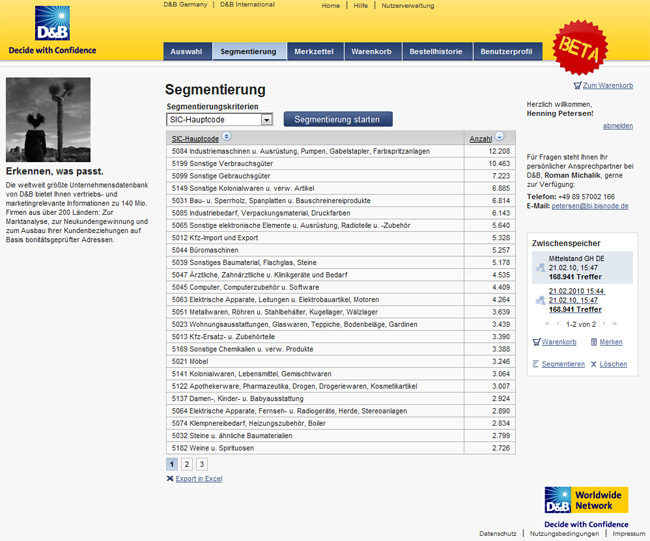 D&B Germany | D&B International
Home | Hilfe | Nutzerverwaltung
D&B
Decide with Confidence
Auswahl
Segmentierung
Merkzettel
Warenkorb
Bestellhistorie
Benutzerprofil
BETA
Zum Warenkorb
Herzlich willkommen,
Henning Petersen!
abmelden
Erkennen, was passt.
Die weltweit größte Unternehmensdatenbank
von D&B bietet Ihnen vertriebs- und
marketingrelevante Informationen zu 140 Mio.
Firmen aus über 200 Ländern: Zur
Marktanalyse, zur Neukundengewinnung und
zum Ausbau Ihrer Kundenbeziehungen auf
Basis bonitätsgeprüfter Adressen.
Segmentierung
Segmentierungskriterien
SIC-Hauptcode
Segmentierung starten
SIC-Hauptcode Anzahl
5084 Industriemaschinen u. Ausrüstung, Pumpen, Gabelstapler, Farbspritzanlagen 12.208
5199 Sonstige Verbrauchsgüter 10.463
5099 Sonstige Gebrauchsgüter 7.223
5149 Sonstige Kolonialwaren u. verw. Artikel 6.885
5031 Bau- u. Sperrholz, Spanplatten u. Bauschreinereiprodukte 6.814
5085 Industriebedarf, Verpackungsmaterial, Druckfarben 6.143
5065 Sonstige elektronische Elemente u. Ausrüstung, Radioteile u. -Zubehör 5.640
5012 Kfz-Import und Export 5.328
5044 Büromaschinen 5.257
5039 Sonstiges Baumaterial, Flachglas, Steine 5.178
5047 Ärztliche, Zahnärztliche u. Klinikgeräte und Bedarf 4.535
5045 Computer, Computerzubehör u. Software 4.409
5063 Elektrische Apparate, Leitungen u. Elektrobauartikel, Motoren 4.264
5051 Metallwaren, Röhren u. Stahlbehälter, Kugellager, Wälzlager 3.639
5023 Wohnungsausstattungen, Glaswaren, Teppiche, Bodenbeläge, Gardinen 3.439
5013 Kfz-Ersatz- u. Zubehörteile 3.390
5169 Sonstige Chemikalien u. verw. Produkte 3.388
5021 Möbel 3.246
5141 Kolonialwaren, Lebensmittel, Gemischtwaren 3.064
5122 Apothekerware, Pharmazeutika, Drogen, Drogeriewaren, Kosmetikartikel 3.007
5137 Damen-, Kinder- u. Babyausstattung 2.924
5064 Elektrische Apparate, Fernseh- u. Radiogeräte, Herde, Stereoanlagen 2.890
5074 Klempnereibedarf, Heizungszubehör, Boiler 2.834
5032 Steine u. ähnliche Baumaterialien 2.799
5182 Weine u. Spirituosen 2.726
1 2 3
Export in Excel
Für Fragen steht Ihnen Ihr
persönlicher Ansprechpartner bei
D&B, Roman Michalik, gerne
zur Verfügung:
Telefon: +49 89 57002 166
E-Mail: petersen@bi.bisnode.de
Zwischenspeicher
Mittelstand GH DE
21.02.10, 15:47
168.941 Treffer
21.02.2010 15:44
21.02.10, 15:47
168.941 Treffer
« ‹ 1-2 von 2 › »
Warenkorb
Merken
Segmentieren
Löschen
D&B
Worldwide
Network
Decide with Confidence
Datenschutz | Nutzungsbedingungen | Impressum